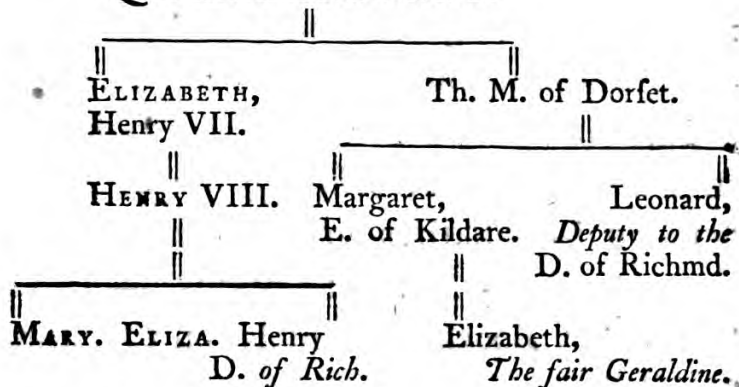 ELIZABETH, Th. M. of Dorſet.
Henry VII.
HENRY VIII. Margaret, Leonard,
E. of Kildare. Deputy to the
D. of Richmd.
MARY. ELIZA. Henry Elizabeth,
D. of Rich. The fair Geraldine.